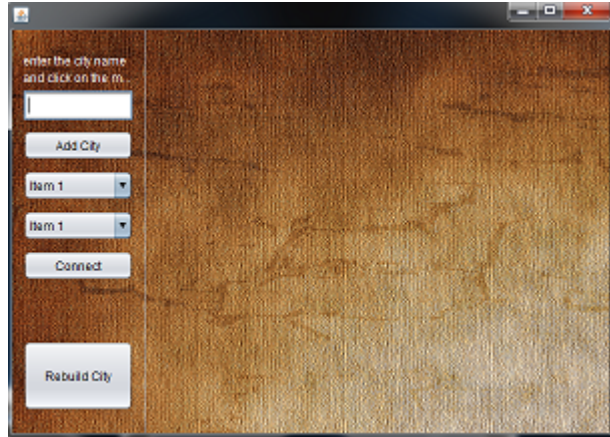 enter the city name
and click on the m...
Add City
Item 1
Item 1
Connect
Rebuild City